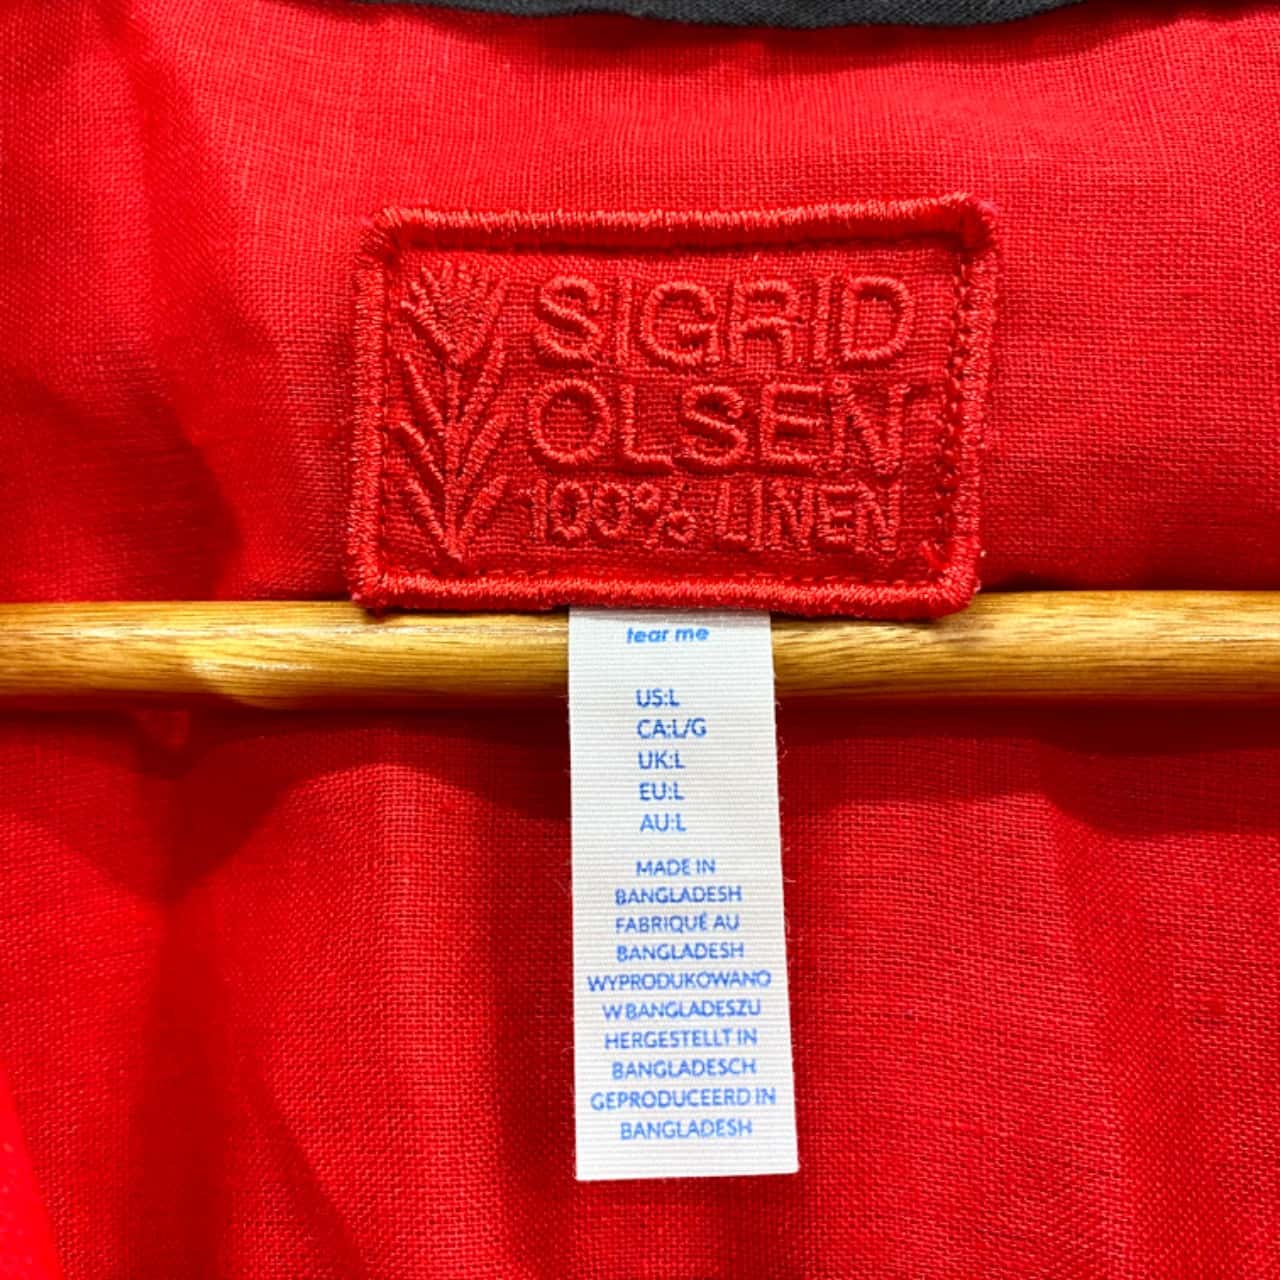 SIGRID
OLSEN
100% LINEN
tear me
US:L
CA:L/G
UK:L
EU:L
AU:L
MADE IN
BANGLADESH
FABRIQUÉ AU
BANGLADESH
WYPRODUKOWANO
W BANGLADESZU
HERGESTELLT IN
BANGLADESCH
GEPRODUCEERD IN
BANGLADESH